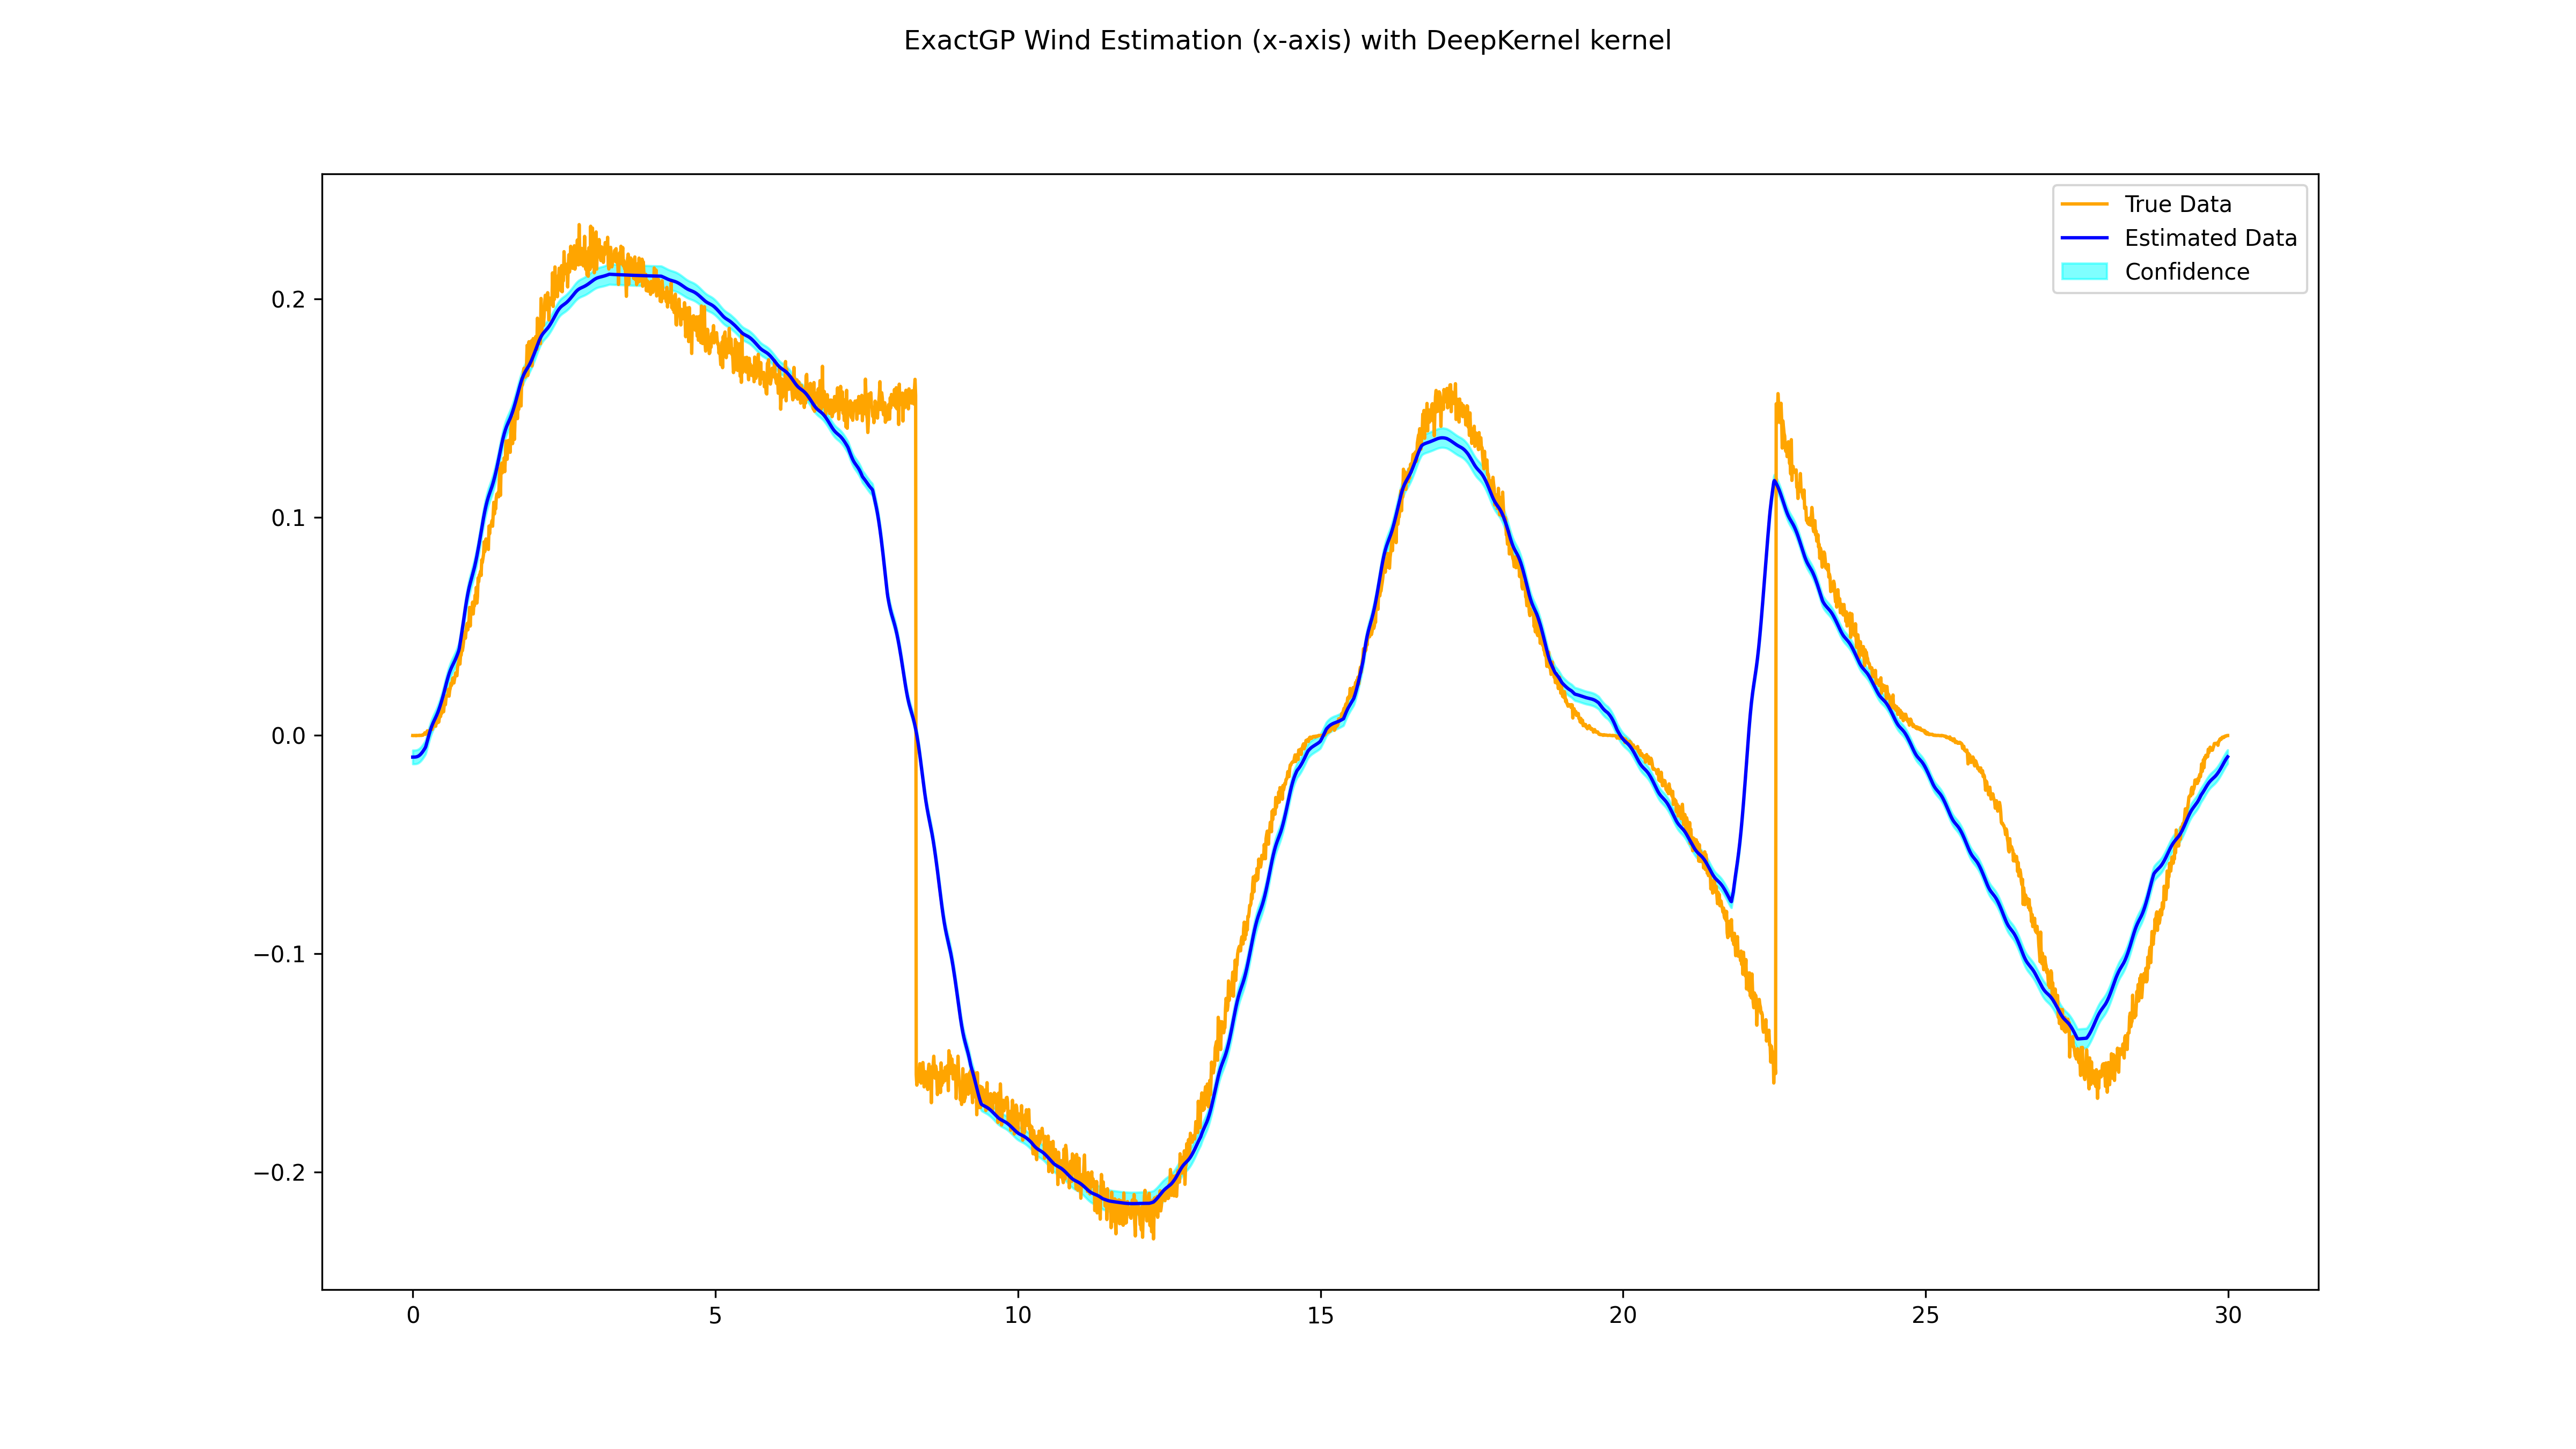 ExactGP Wind Estimation (x-axis) with DeepKernel kernel
True Data
Estimated Data
Confidence
0.2
0.1
0.0
−0.1
−0.2
0 5 10 15 20 25 30